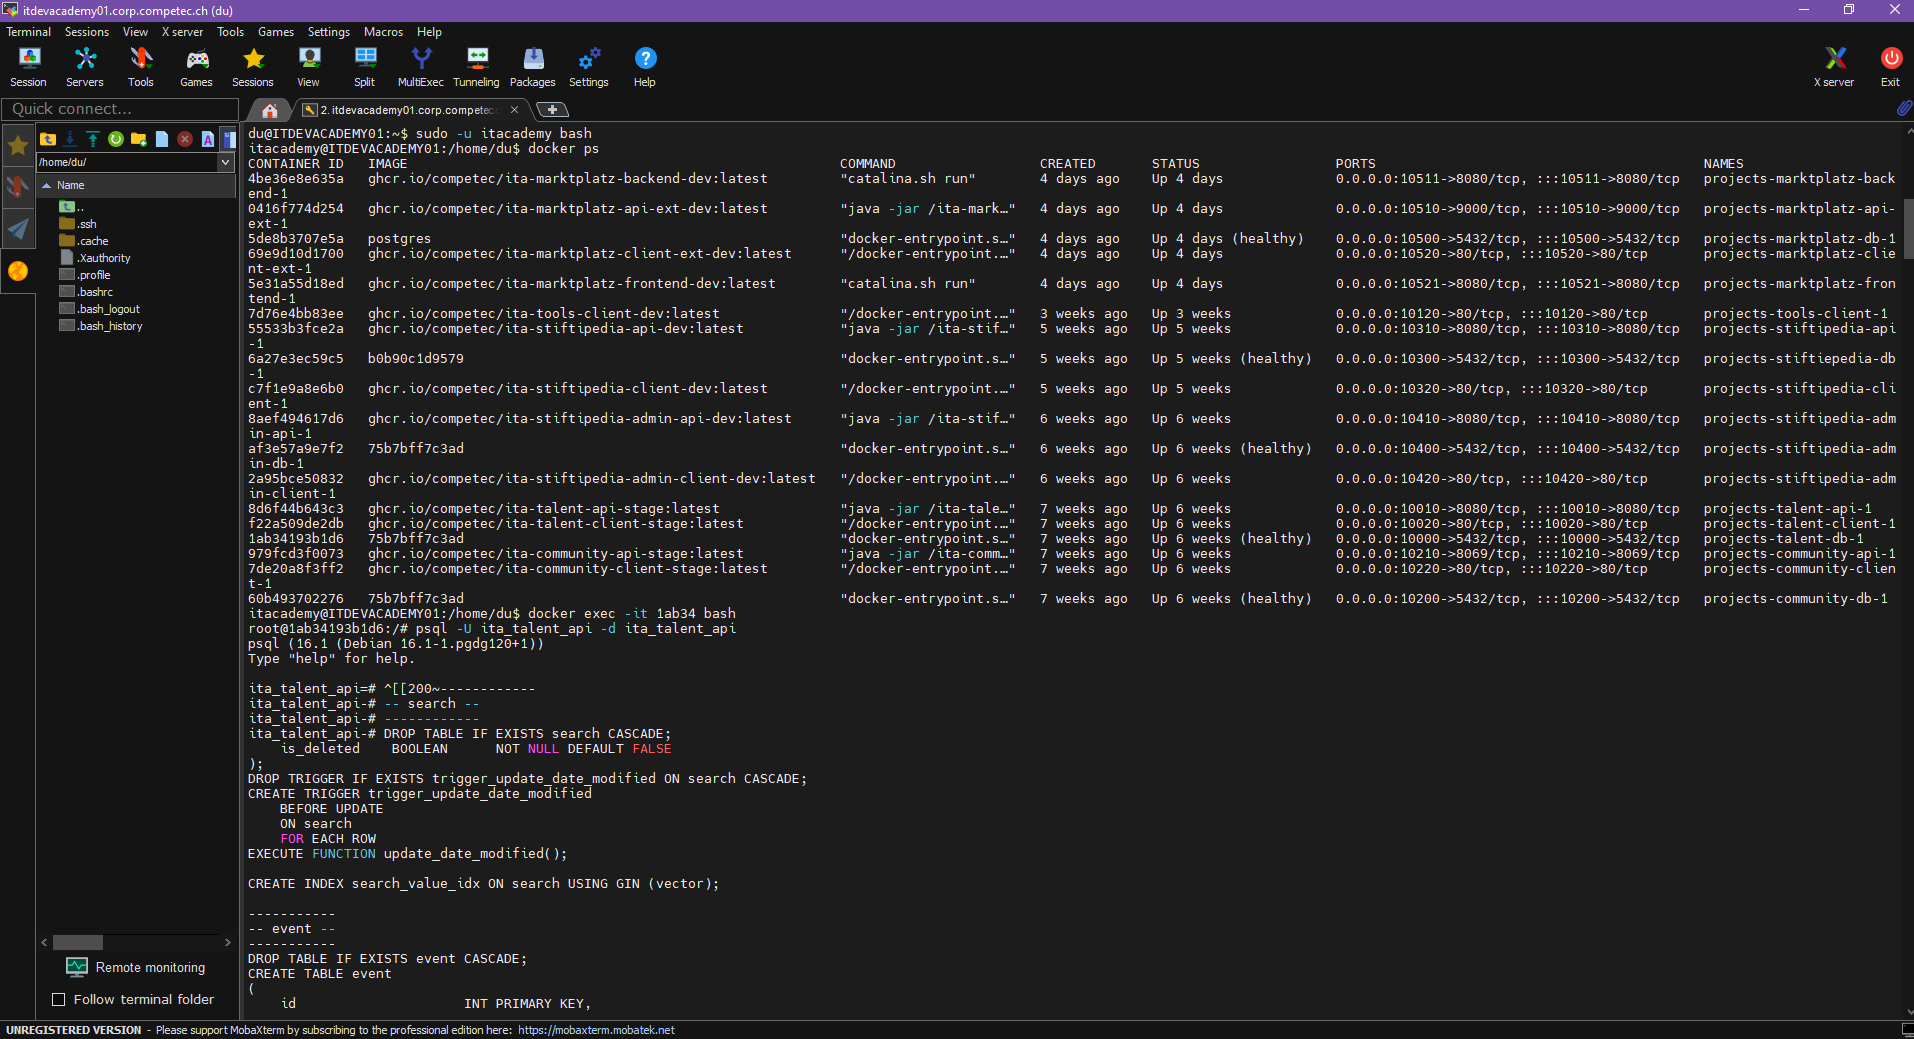 itdevacademy01.corp.competec.ch (du)
Terminal Sessions View X server Tools Games Settings Macros Help
Session Servers Tools Games Sessions View Split MultiExec Tunneling Packages Settings Help X server Exit
Quick connect...
2. itdevacademy01.corp.competec
/home/du/
Name
..
.ssh
.cache
.Xauthority
.profile
.bashrc
.bash_logout
.bash_history
Remote monitoring
Follow terminal folder
du@ITDEVACADEMY01:~$ sudo -u itacademy bash
itacademy@ITDEVACADEMY01:/home/du$ docker ps
CONTAINER ID IMAGE COMMAND CREATED STATUS PORTS NAMES
4be36e8e635a ghcr.io/competec/ita-marktplatz-backend-dev:latest "catalina.sh run" 4 days ago Up 4 days 0.0.0.0:10511->8080/tcp, :::10511->8080/tcp projects-marktplatz-back
end-1
0416f774d254 ghcr.io/competec/ita-marktplatz-api-ext-dev:latest "java -jar /ita-mark…" 4 days ago Up 4 days 0.0.0.0:10510->9000/tcp, :::10510->9000/tcp projects-marktplatz-api-
ext-1
5de8b3707e5a postgres "docker-entrypoint.s…" 4 days ago Up 4 days (healthy) 0.0.0.0:10500->5432/tcp, :::10500->5432/tcp projects-marktplatz-db-1
69e9d10d1700 ghcr.io/competec/ita-marktplatz-client-ext-dev:latest "/docker-entrypoint.…" 4 days ago Up 4 days 0.0.0.0:10520->80/tcp, :::10520->80/tcp projects-marktplatz-clie
nt-ext-1
5e31a55d18ed ghcr.io/competec/ita-marktplatz-frontend-dev:latest "catalina.sh run" 4 days ago Up 4 days 0.0.0.0:10521->8080/tcp, :::10521->8080/tcp projects-marktplatz-fron
tend-1
7d76e4bb83ee ghcr.io/competec/ita-tools-client-dev:latest "/docker-entrypoint.…" 3 weeks ago Up 3 weeks 0.0.0.0:10120->80/tcp, :::10120->80/tcp projects-tools-client-1
55533b3fce2a ghcr.io/competec/ita-stiftipedia-api-dev:latest "java -jar /ita-stif…" 5 weeks ago Up 5 weeks 0.0.0.0:10310->8080/tcp, :::10310->8080/tcp projects-stiftipedia-api
-1
6a27e3ec59c5 b0b90c1d9579 "docker-entrypoint.s…" 5 weeks ago Up 5 weeks (healthy) 0.0.0.0:10300->5432/tcp, :::10300->5432/tcp projects-stiftiepedia-db
-1
c7f1e9a8e6b0 ghcr.io/competec/ita-stiftipedia-client-dev:latest "/docker-entrypoint.…" 5 weeks ago Up 5 weeks 0.0.0.0:10320->80/tcp, :::10320->80/tcp projects-stiftipedia-cli
ent-1
8aef494617d6 ghcr.io/competec/ita-stiftipedia-admin-api-dev:latest "java -jar /ita-stif…" 6 weeks ago Up 6 weeks 0.0.0.0:10410->8080/tcp, :::10410->8080/tcp projects-stiftipedia-adm
in-api-1
af3e57a9e7f2 75b7bff7c3ad "docker-entrypoint.s…" 6 weeks ago Up 6 weeks (healthy) 0.0.0.0:10400->5432/tcp, :::10400->5432/tcp projects-stiftipedia-adm
in-db-1
2a95bce50832 ghcr.io/competec/ita-stiftipedia-admin-client-dev:latest "/docker-entrypoint.…" 6 weeks ago Up 6 weeks 0.0.0.0:10420->80/tcp, :::10420->80/tcp projects-stiftipedia-adm
in-client-1
8d6f44b643c3 ghcr.io/competec/ita-talent-api-stage:latest "java -jar /ita-tale…" 7 weeks ago Up 6 weeks 0.0.0.0:10010->8080/tcp, :::10010->8080/tcp projects-talent-api-1
f22a509de2db ghcr.io/competec/ita-talent-client-stage:latest "/docker-entrypoint.…" 7 weeks ago Up 6 weeks 0.0.0.0:10020->80/tcp, :::10020->80/tcp projects-talent-client-1
1ab34193b1d6 75b7bff7c3ad "docker-entrypoint.s…" 7 weeks ago Up 6 weeks (healthy) 0.0.0.0:10000->5432/tcp, :::10000->5432/tcp projects-talent-db-1
979fcd3f0073 ghcr.io/competec/ita-community-api-stage:latest "java -jar /ita-comm…" 7 weeks ago Up 6 weeks 0.0.0.0:10210->8069/tcp, :::10210->8069/tcp projects-community-api-1
7de20a8f3ff2 ghcr.io/competec/ita-community-client-stage:latest "/docker-entrypoint.…" 7 weeks ago Up 6 weeks 0.0.0.0:10220->80/tcp, :::10220->80/tcp projects-community-clien
t-1
60b493702276 75b7bff7c3ad "docker-entrypoint.s…" 7 weeks ago Up 6 weeks (healthy) 0.0.0.0:10200->5432/tcp, :::10200->5432/tcp projects-community-db-1
itacademy@ITDEVACADEMY01:/home/du$ docker exec -it 1ab34 bash
root@1ab34193b1d6:/# psql -U ita_talent_api -d ita_talent_api
psql (16.1 (Debian 16.1-1.pgdg120+1))
Type "help" for help.
ita_talent_api=# ^[[200~------------
ita_talent_api-# -- search --
ita_talent_api-# ------------
ita_talent_api-# DROP TABLE IF EXISTS search CASCADE;
is_deleted BOOLEAN NOT NULL DEFAULT FALSE
);
DROP TRIGGER IF EXISTS trigger_update_date_modified ON search CASCADE;
CREATE TRIGGER trigger_update_date_modified
BEFORE UPDATE
ON search
FOR EACH ROW
EXECUTE FUNCTION update_date_modified();
CREATE INDEX search_value_idx ON search USING GIN (vector);
-----------
-- event --
-----------
DROP TABLE IF EXISTS event CASCADE;
CREATE TABLE event
(
id INT PRIMARY KEY,
UNREGISTERED VERSION - Please support MobaXterm by subscribing to the professional edition here: https://mobaxterm.mobatek.net